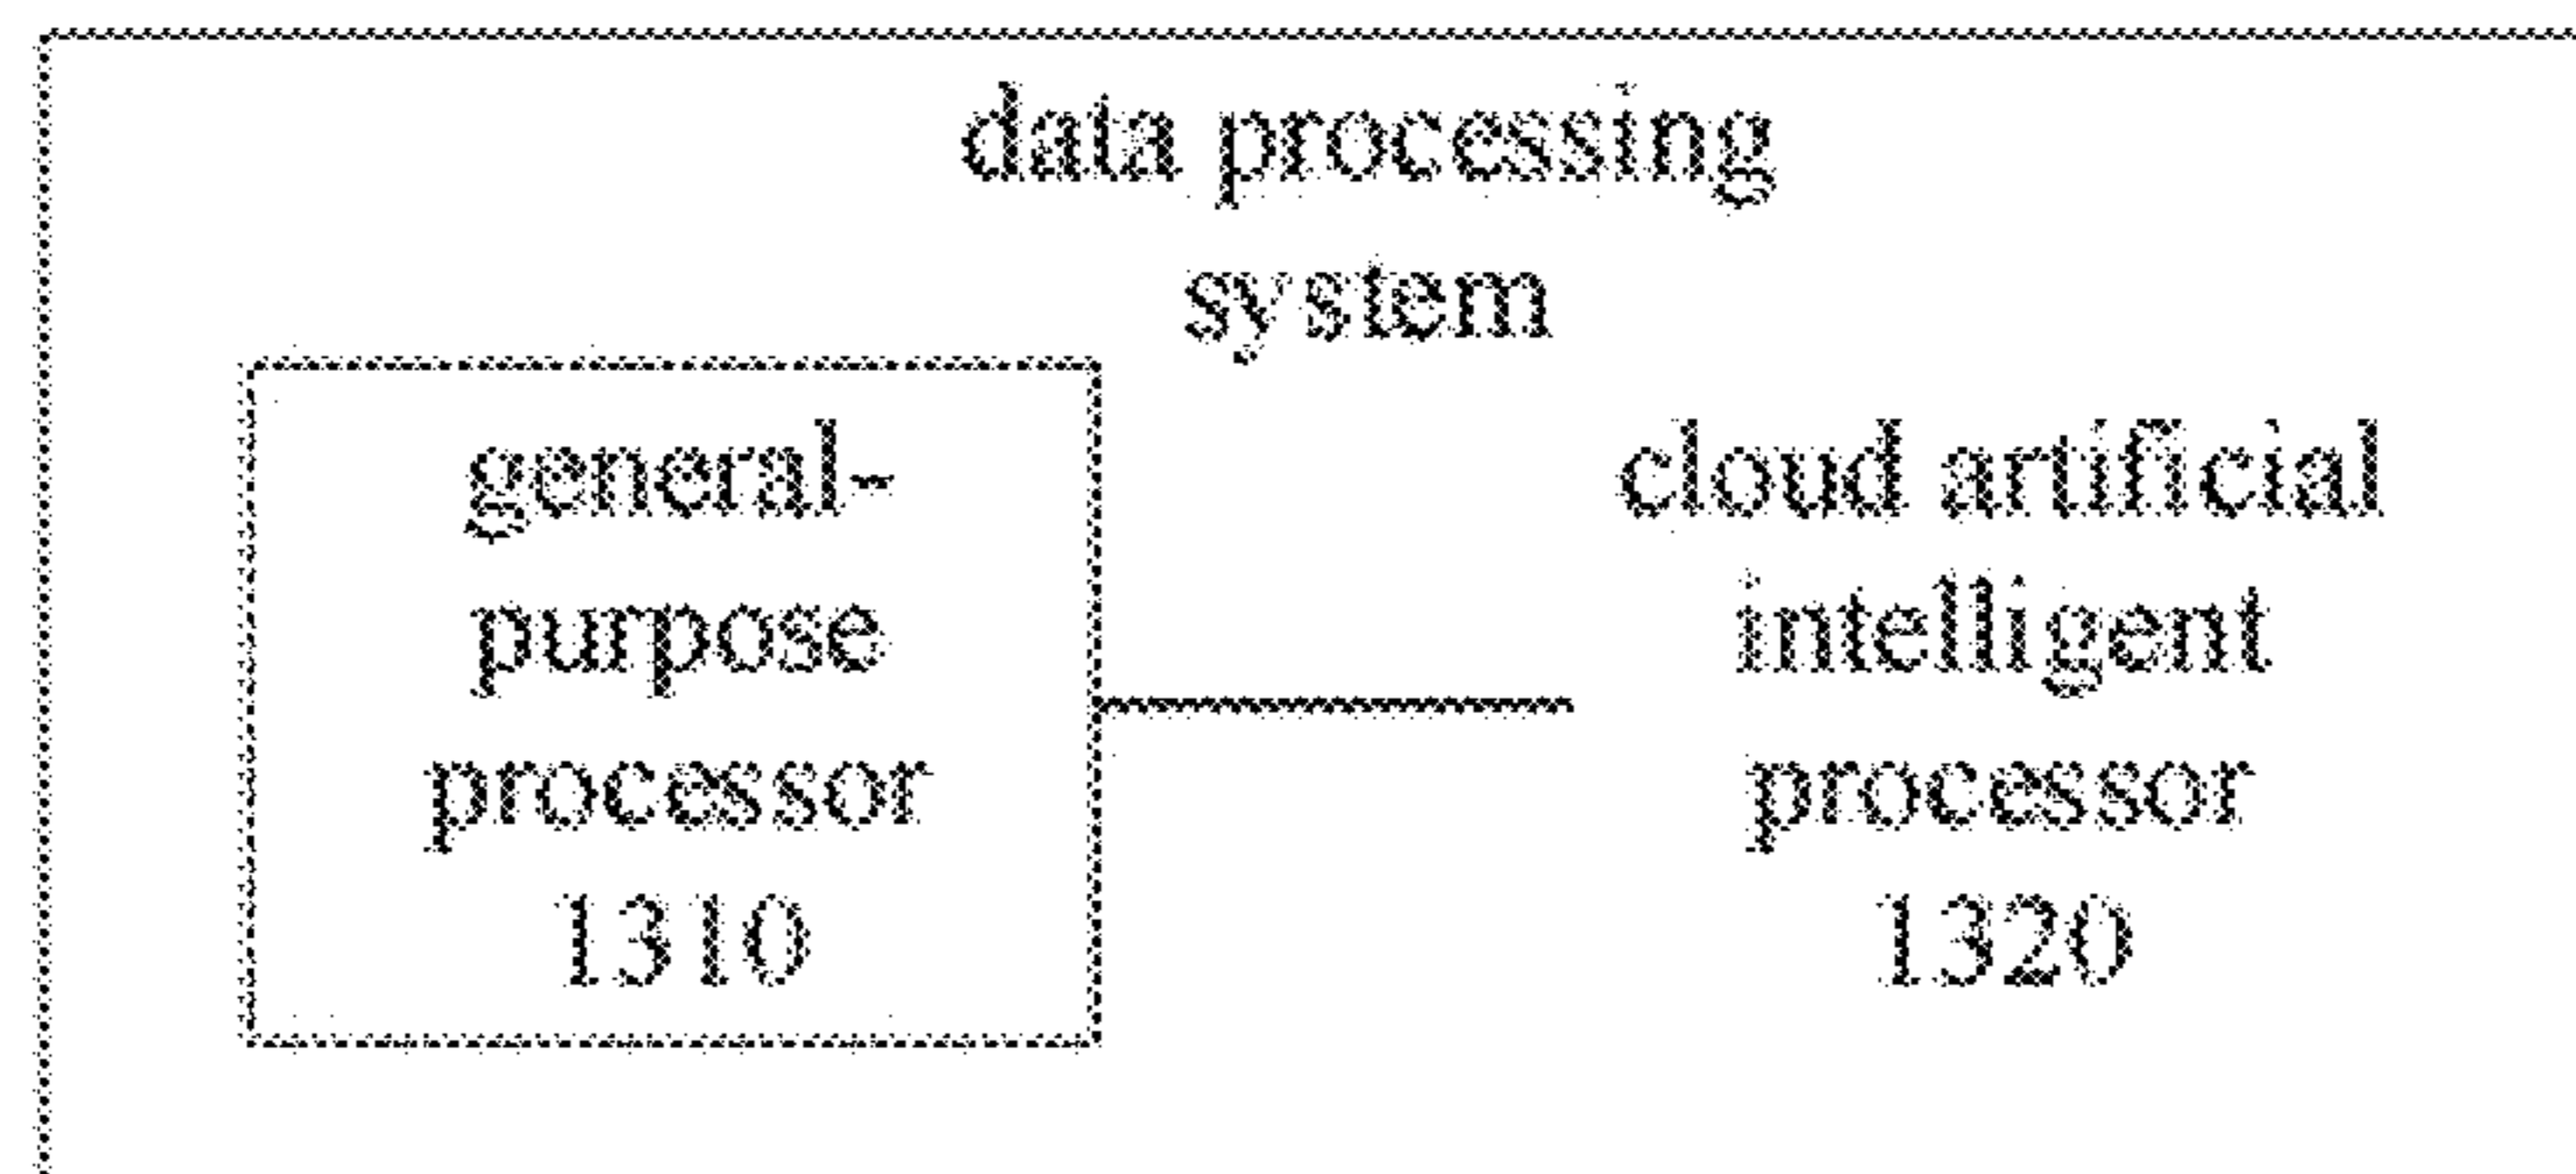 data processing
system
general-
purpose
processor
1310
cloud artificial
intelligent
processor
1320